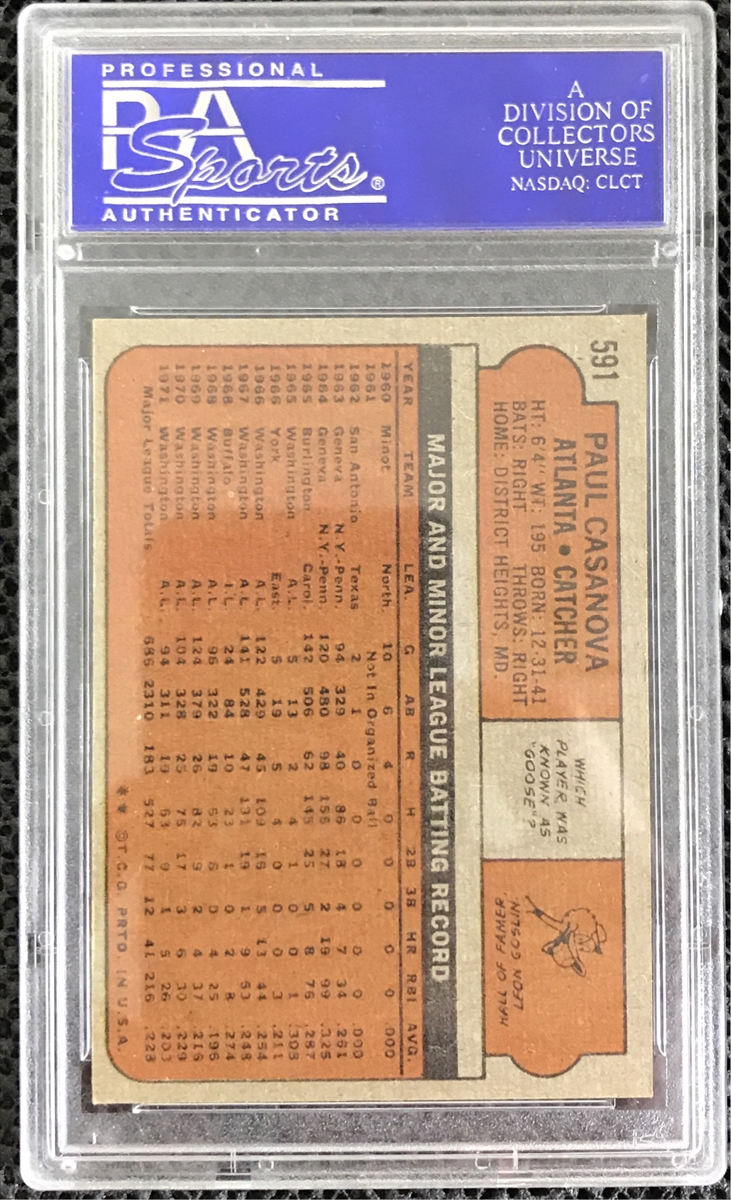 PROFESSIONAL
PSA
Sports®
AUTHENTICATOR
A
DIVISION OF
COLLECTORS
UNIVERSE
NASDAQ: CLCT
591
PAUL CASANOVA
ATLANTA • CATCHER
HT: 6'4" WT: 195 BORN: 12-31-41
BATS: RIGHT THROWS: RIGHT
HOME: DISTRICT HEIGHTS, MD.
WHICH
PLAYER WAS
KNOWN AS
"GOOSE"?
HALL OF FAMER
LEON GOSLIN.
MAJOR AND MINOR LEAGUE BATTING RECORD
YEAR TEAM LEA. G AB R H 2B 3B HR RBI AVG.
1960 Minot North. 10 6 4 0 0 0 0 0 .000
1961 Not In Organized Ball
1962 San Antonio Texas 2 1 0 0 0 0 0 0 .000
1963 Geneva N.Y.-Penn. 94 329 40 86 18 4 7 34 .261
1964 Geneva N.Y.-Penn. 120 480 98 156 27 2 19 99 .325
1965 Burlington Carol. 142 506 62 145 25 5 8 76 .287
1965 Washington A.L. 5 13 2 4 1 0 0 1 .308
1966 York East. 5 19 5 4 0 0 0 3 .211
1966 Washington A.L. 122 429 45 109 16 5 13 44 .254
1967 Washington A.L. 141 528 47 131 19 1 9 53 .248
1968 Buffalo I.L. 24 84 10 23 1 0 2 8 .274
1968 Washington A.L. 96 322 19 63 6 0 4 25 .196
1969 Washington A.L. 124 379 26 82 9 2 4 37 .216
1970 Washington A.L. 104 328 25 75 17 3 6 30 .229
1971 Washington A.L. 94 311 19 63 9 1 5 26 .203
Major League Totals 686 2310 183 527 77 12 41 216 .228
** ©T.C.G. PRTD. IN U.S.A.